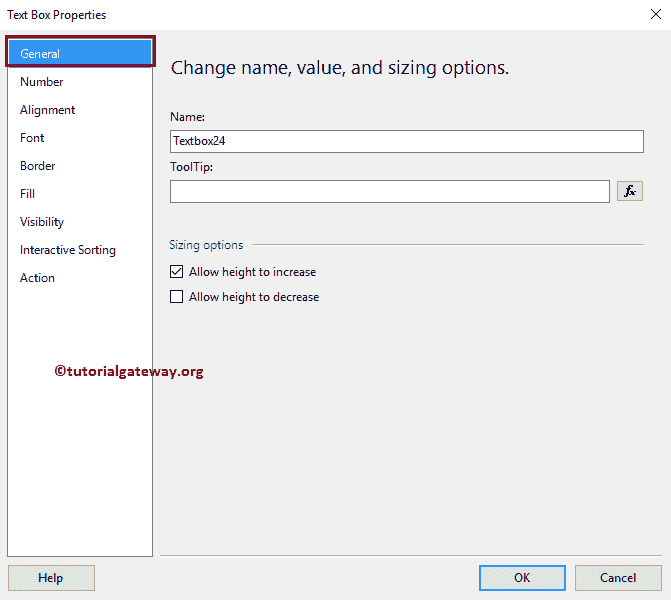 Text Box Properties
General
Number
Alignment
Font
Border
Fill
Visibility
Interactive Sorting
Action
©tutorialgateway.org
Change name, value, and sizing options.
Name:
Textbox24
ToolTip:
fx
Sizing options
Allow height to increase
Allow height to decrease
Help
OK
Cancel